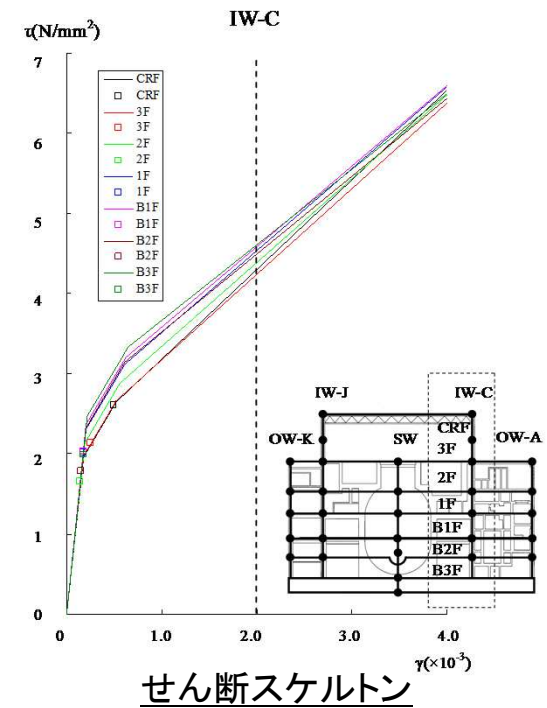 IW-C
τ(N/mm²)
7
6
5
4
3
2
1
0
CRF
CRF
3F
3F
2F
2F
1F
1F
B1F
B1F
B2F
B2F
B3F
B3F
IW-J IW-C
OW-K SW CRF OW-A
3F
2F
1F
B1F
B2F
B3F
0 1.0 2.0 3.0 4.0
γ(×10⁻³)
せん断スケルトン